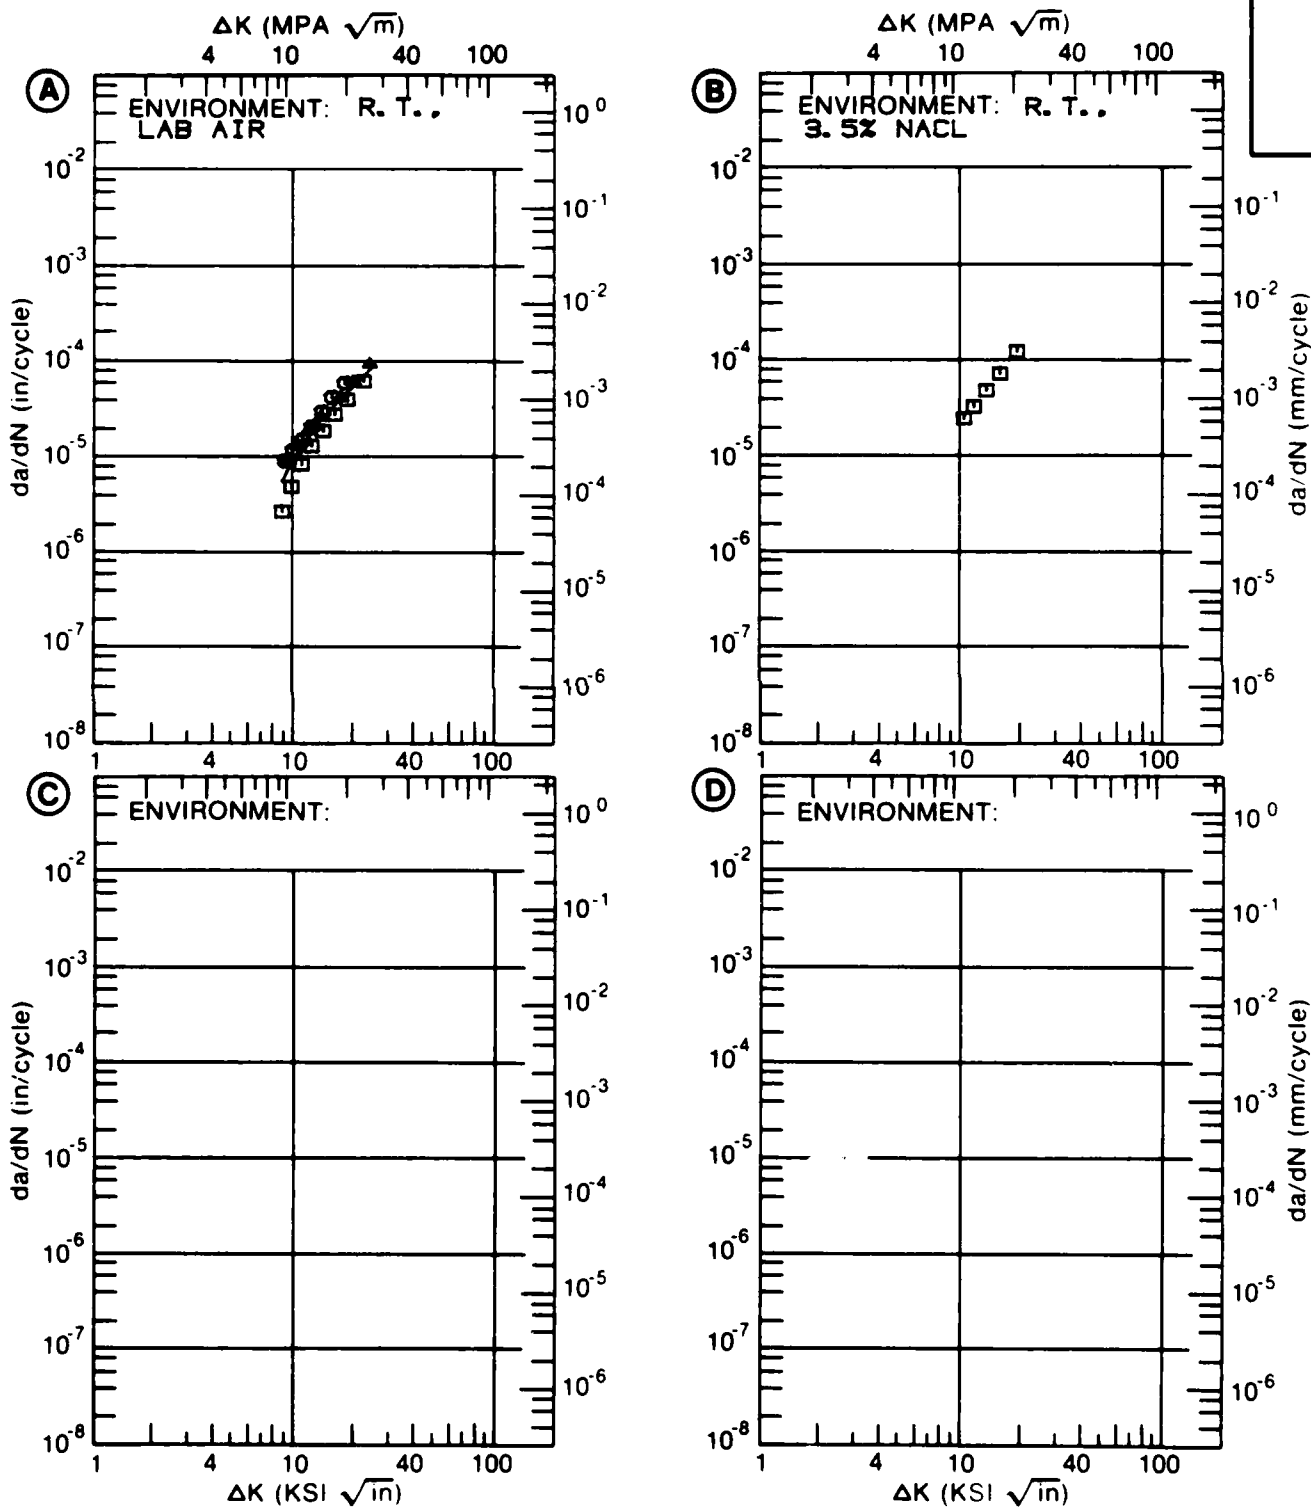 ΔK (MPA √m)
4 10 40 100
A
ENVIRONMENT: R. T.,
LAB AIR
10^-2
10^-3
10^-4
10^-5
10^-6
10^-7
10^-8
da/dN (in/cycle)
10^0
10^-1
10^-2
10^-3
10^-4
10^-5
10^-6
1 4 10 40 100
ΔK (MPA √m)
4 10 40 100
B
ENVIRONMENT: R. T.,
3.5% NACL
10^-2
10^-3
10^-4
10^-5
10^-6
10^-7
10^-8
10^-1
10^-2
10^-3
10^-4
10^-5
10^-6
da/dN (mm/cycle)
1 4 10 40 100
C
ENVIRONMENT:
10^-2
10^-3
10^-4
10^-5
10^-6
10^-7
10^-8
da/dN (in/cycle)
10^0
10^-1
10^-2
10^-3
10^-4
10^-5
10^-6
1 4 10 40 100
ΔK (KSI √in)
D
ENVIRONMENT:
10^-2
10^-3
10^-4
10^-5
10^-6
10^-7
10^-8
10^0
10^-1
10^-2
10^-3
10^-4
10^-5
10^-6
da/dN (mm/cycle)
1 4 10 40 100
ΔK (KSI √in)